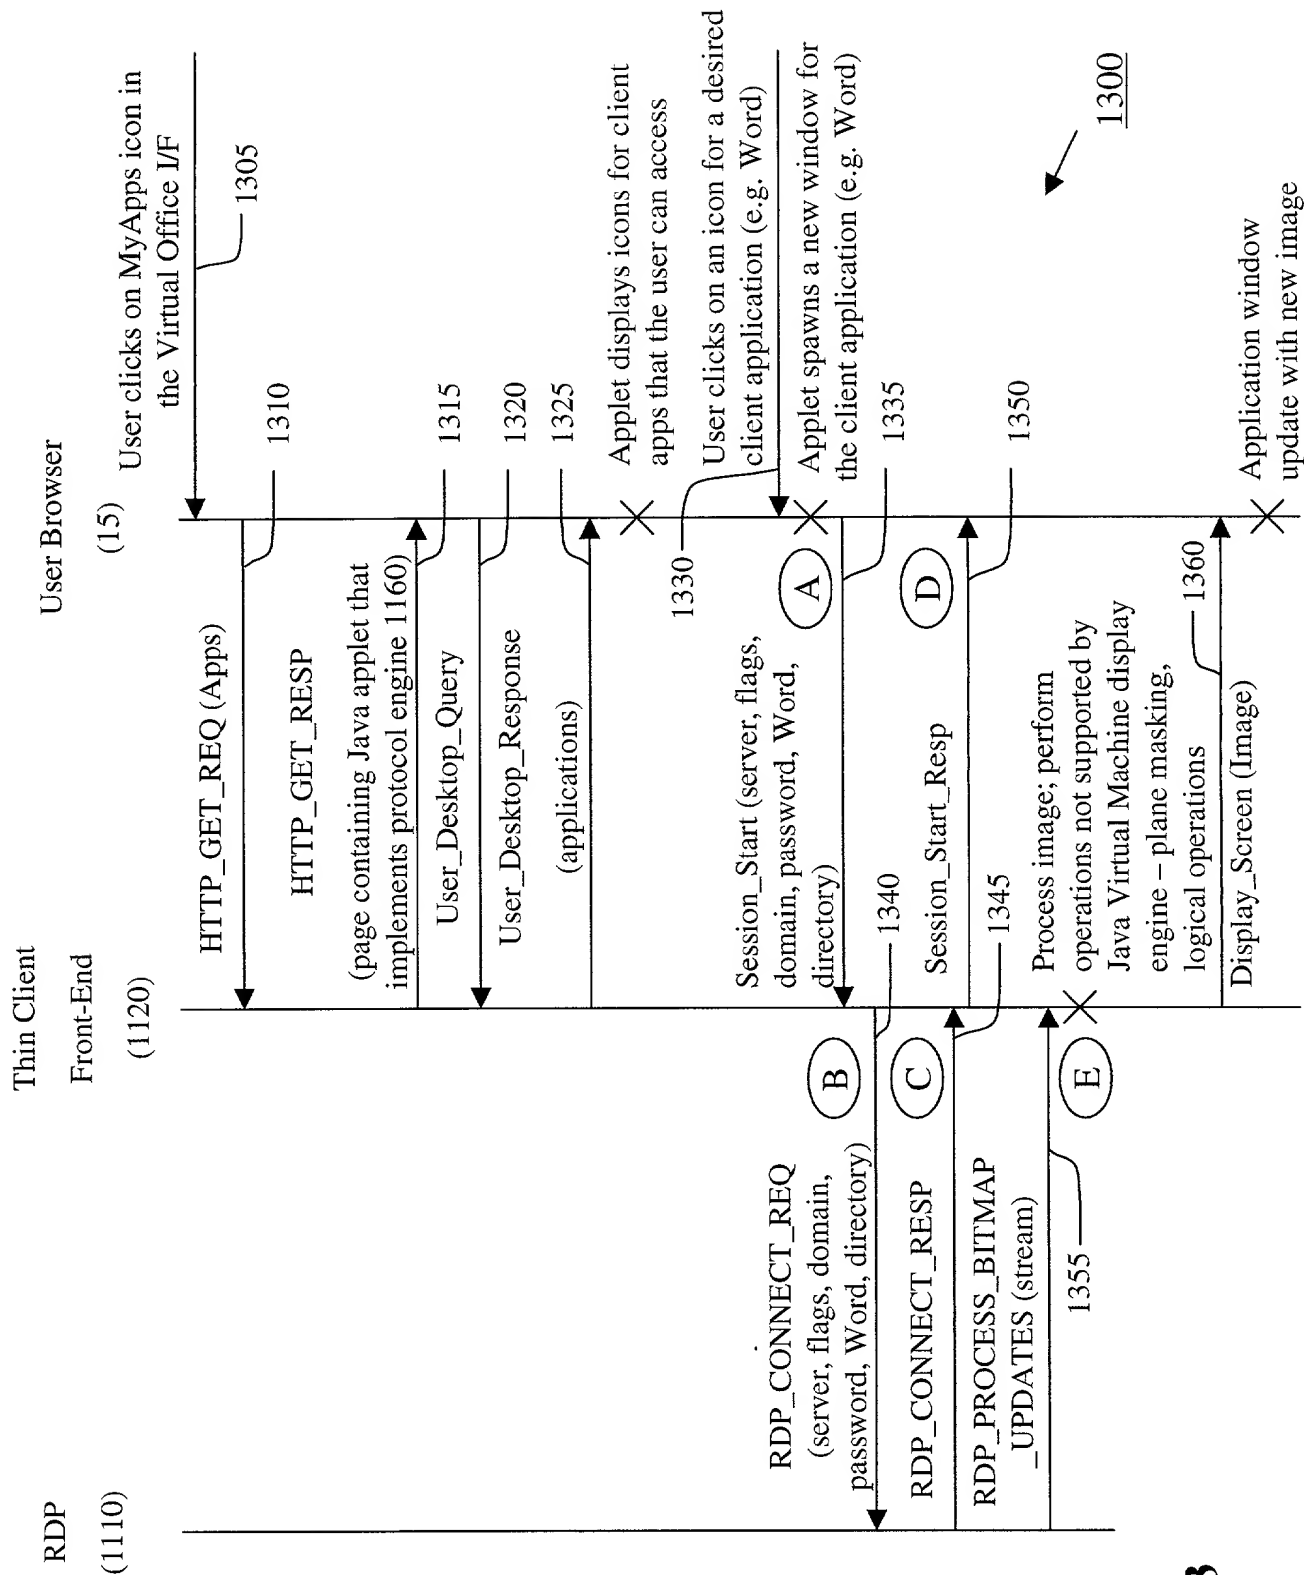 RDP
(1110)
Thin Client
Front-End
(1120)
User Browser
(15)
User clicks on MyApps icon in
the Virtual Office I/F
1305
HTTP_GET_REQ (Apps)
1310
HTTP_GET_RESP
(page containing Java applet that
implements protocol engine 1160)
1315
User_Desktop_Query
1320
User_Desktop_Response
(applications)
1325
Applet displays icons for client
apps that the user can access
1330
User clicks on an icon for a desired
client application (e.g. Word)
A
Applet spawns a new window for
the client application (e.g. Word)
Session_Start (server, flags,
domain, password, Word,
directory)
1335
RDP_CONNECT_REQ
(server, flags, domain,
password, Word, directory)
B
1340
RDP_CONNECT_RESP
C
1345
Session_Start_Resp
D
1350
RDP_PROCESS_BITMAP
_UPDATES (stream)
1355
E
Process image; perform
operations not supported by
Java Virtual Machine display
engine – plane masking,
logical operations
1360
Display_Screen (Image)
Application window
update with new image
1300